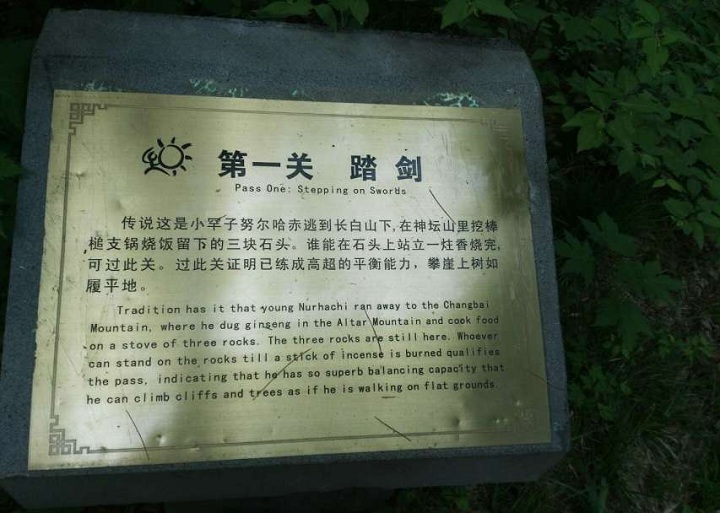 第一关 踏剑
Pass One: Stepping on Swords
传说这是小罕子努尔哈赤逃到长白山下,在神坛山里挖棒
槌支锅烧饭留下的三块石头。谁能在石头上站立一炷香烧完,
可过此关。过此关证明已练成高超的平衡能力,攀崖上树如
履平地。
Tradition has it that young Nurhachi ran away to the Changbai
Mountain, where he dug ginseng in the Altar Mountain and cook food
on a stove of three rocks. The three rocks are still here. Whoever
can stand on the rocks till a stick of incense is burned qualifies
the pass, indicating that he has so superb balancing capacity that
he can climb cliffs and trees as if he is walking on flat grounds.